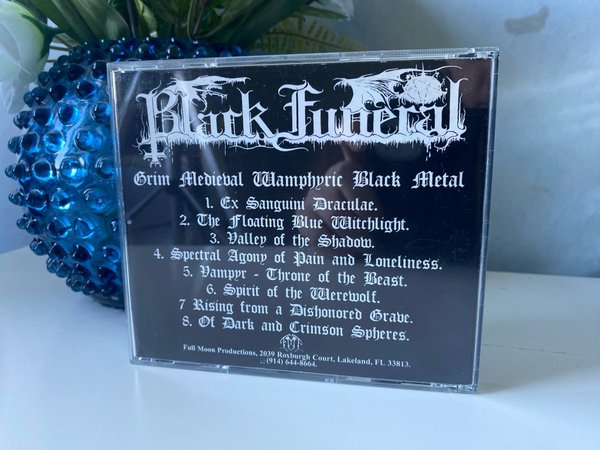 Black Funeral
Grim Medieval Wamphyric Black Metal
1. Ex Sanguini Draculae.
2. The Floating Blue Witchlight.
3. Valley of the Shadow.
4. Spectral Agony of Pain and Loneliness.
5. Vampyr - Throne of the Beast.
6. Spirit of the Werewolf.
7 Rising from a Dishonored Grave.
8. Of Dark and Crimson Spheres.
Full Moon Productions, 2039 Roxburgh Court, Lakeland, FL 33813.
(914) 644-8664.